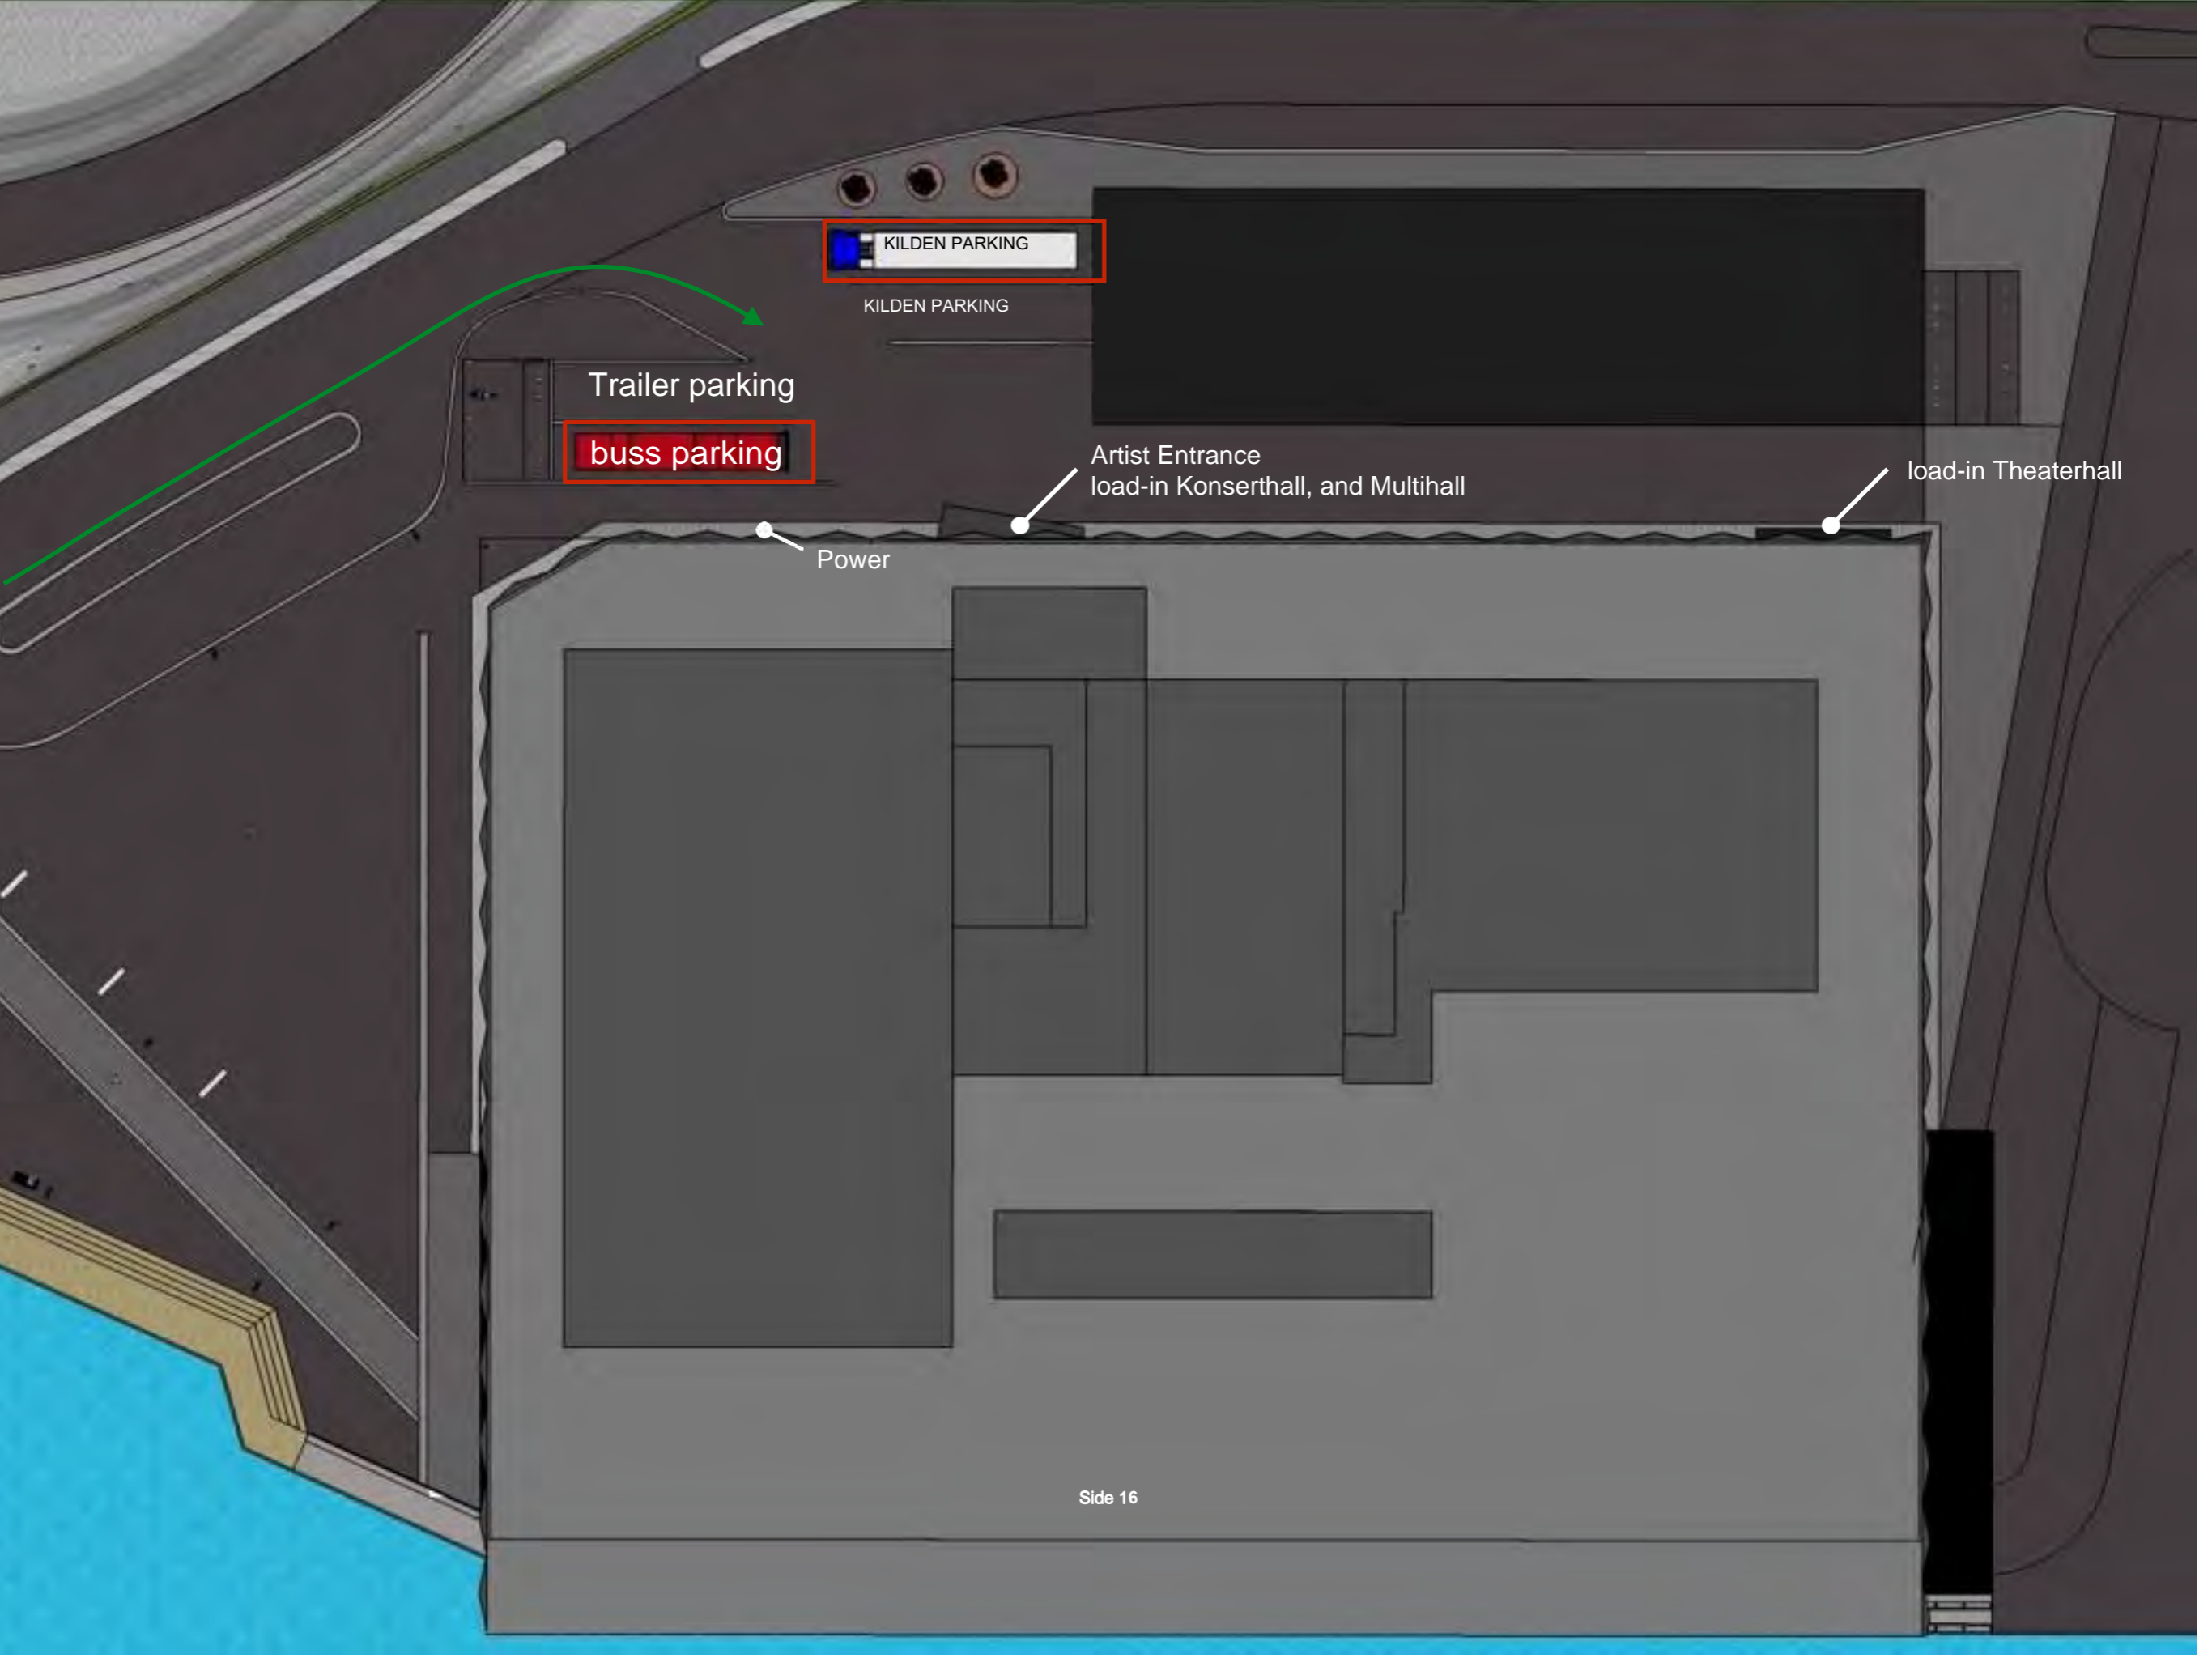 KILDEN PARKING
KILDEN PARKING
Trailer parking
buss parking
Artist Entrance
load-in Konserthall, and Multihall
load-in Theaterhall
Power
Side 16